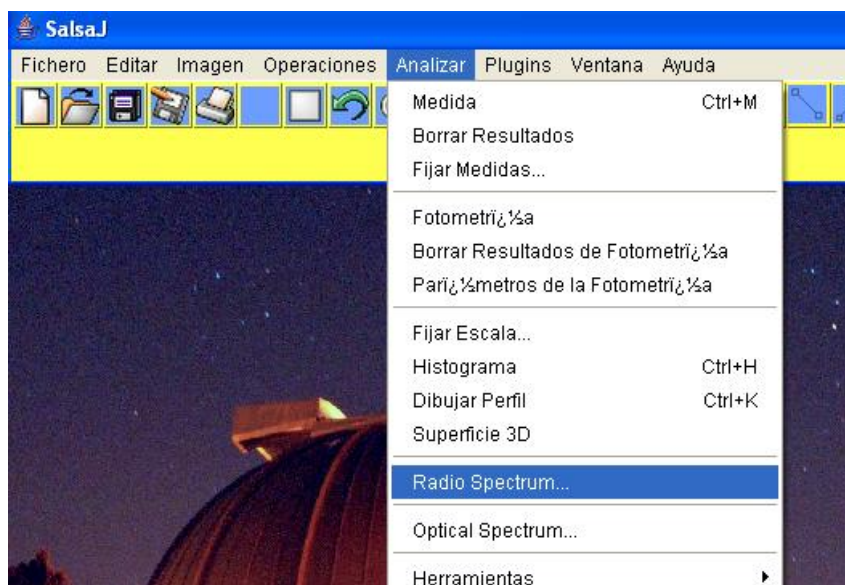 SalsaJ
Fichero Editar Imagen Operaciones Analizar Plugins Ventana Ayuda
Medida Ctrl+M
Borrar Resultados
Fijar Medidas...
Fotometrï¿½a
Borrar Resultados de Fotometrï¿½a
Parï¿½metros de la Fotometrï¿½a
Fijar Escala...
Histograma Ctrl+H
Dibujar Perfil Ctrl+K
Superficie 3D
Radio Spectrum...
Optical Spectrum...
Herramientas